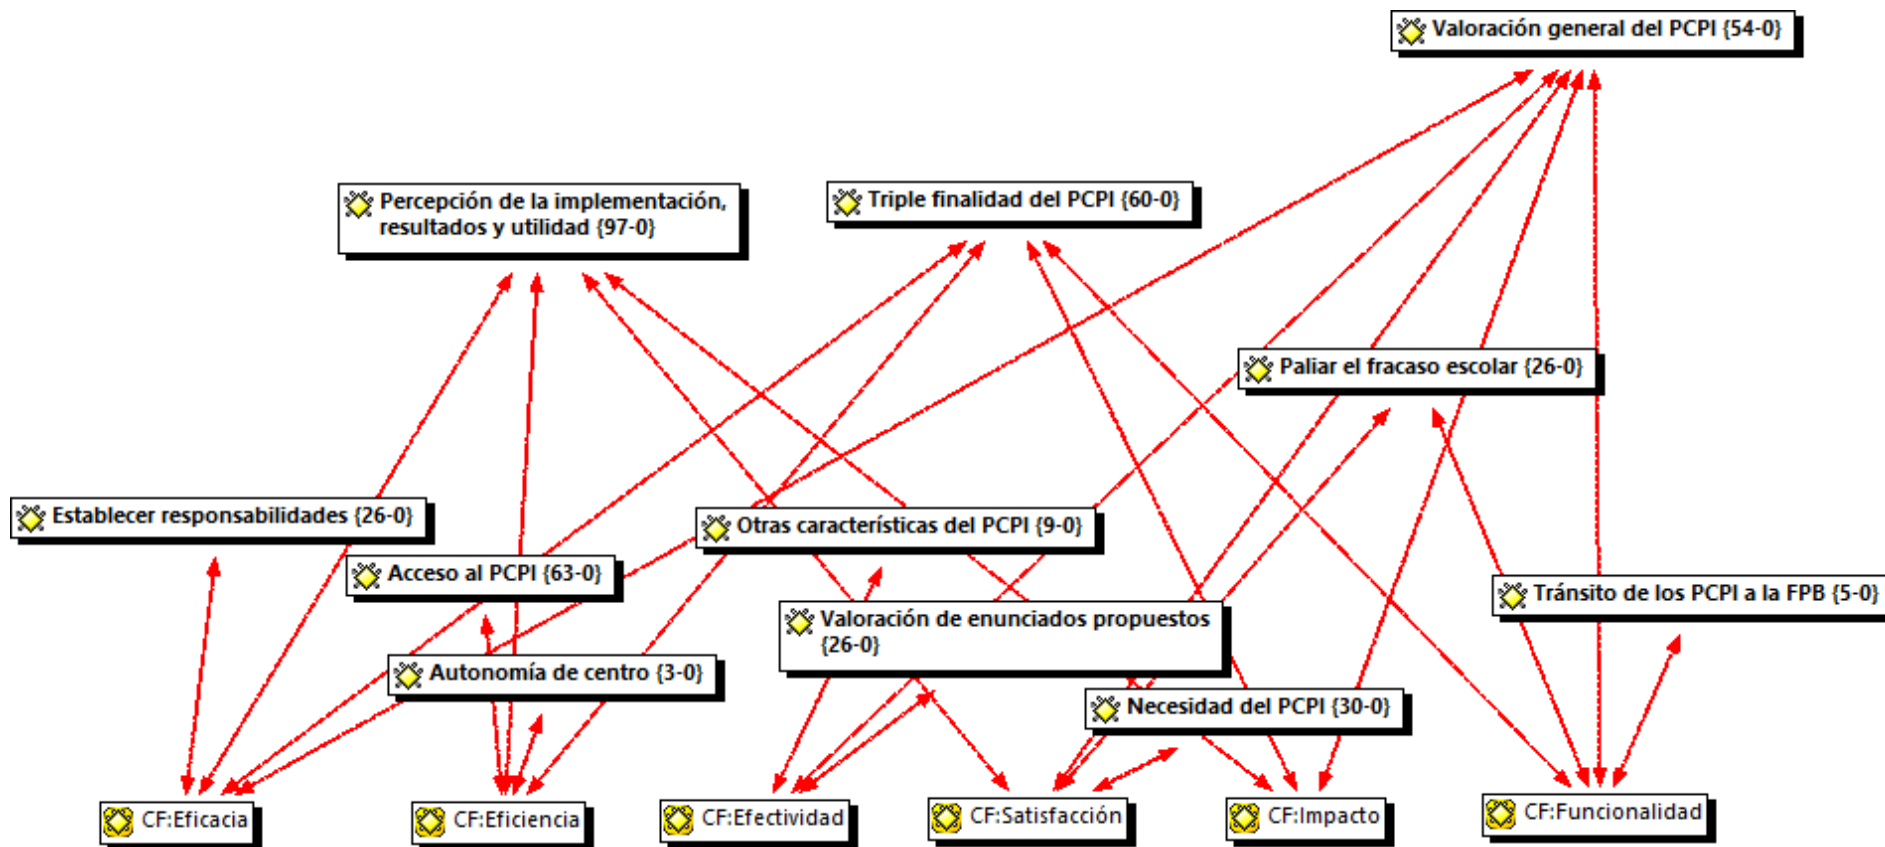 Valoración general del PCPI {54-0}
Percepción de la implementación,
resultados y utilidad {97-0}
Triple finalidad del PCPI {60-0}
Paliar el fracaso escolar {26-0}
Establecer responsabilidades {26-0}
Otras características del PCPI {9-0}
Acceso al PCPI {63-0}
Tránsito de los PCPI a la FPB {5-0}
Valoración de enunciados propuestos
{26-0}
Autonomía de centro {3-0}
Necesidad del PCPI {30-0}
CF:Eficacia
CF:Eficiencia
CF:Efectividad
CF:Satisfacción
CF:Impacto
CF:Funcionalidad